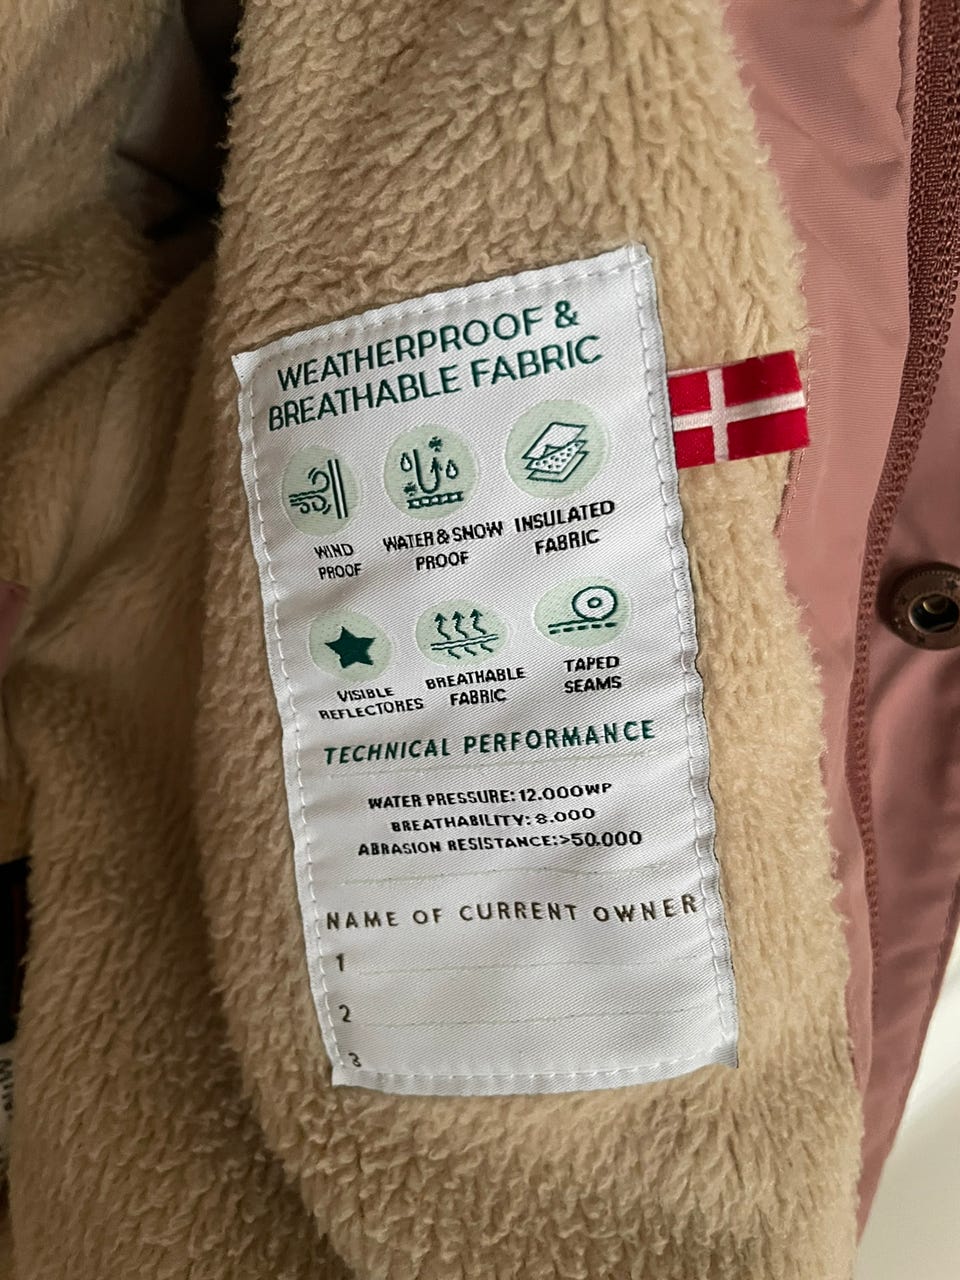 WEATHERPROOF &
BREATHABLE FABRIC
WIND
PROOF
WATER & SNOW
PROOF
INSULATED
FABRIC
VISIBLE
REFLECTORES
BREATHABLE
FABRIC
TAPED
SEAMS
TECHNICAL PERFORMANCE
WATER PRESSURE: 12.000WP
BREATHABILITY: 8.000
ABRASION RESISTANCE:>50.000
NAME OF CURRENT OWNER
1
2
3